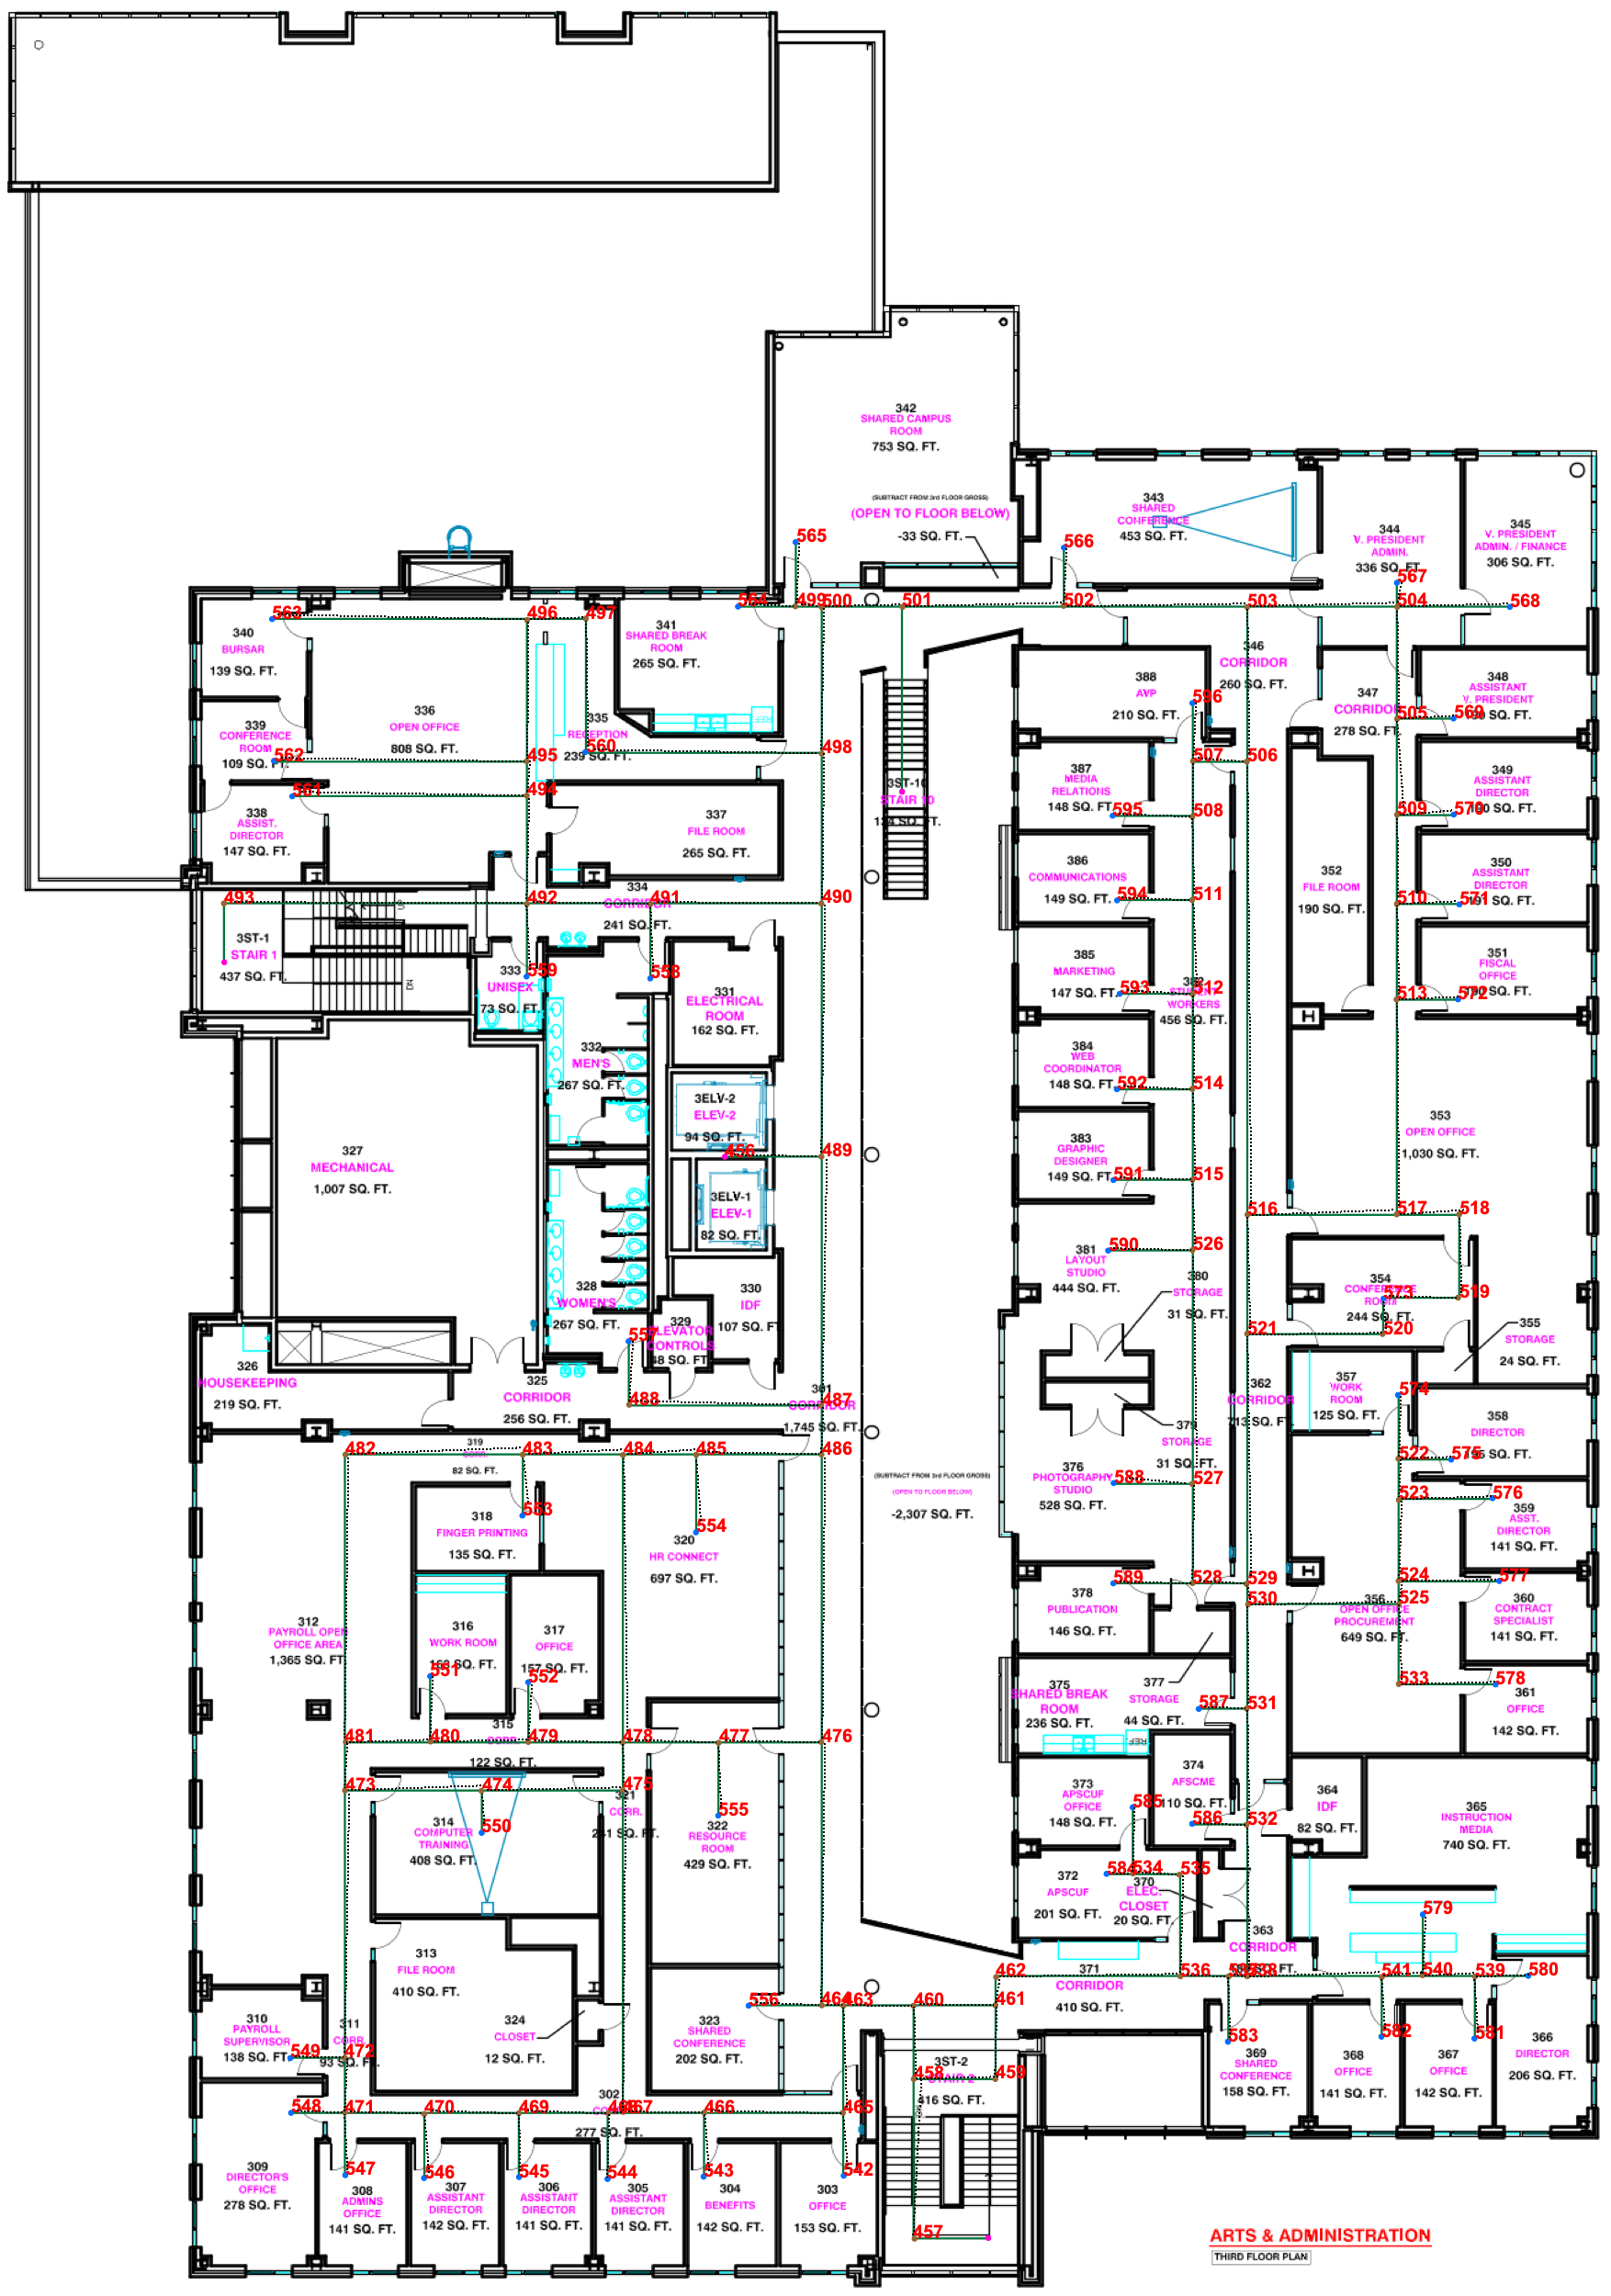 342
SHARED CAMPUS
ROOM
753 SQ. FT.
(SUBTRACT FROM 3rd FLOOR GROSS)
(OPEN TO FLOOR BELOW)
-33 SQ. FT.
343
SHARED
CONFERENCE
453 SQ. FT.
344
V. PRESIDENT
ADMIN.
336 SQ. FT.
345
V. PRESIDENT
ADMIN. / FINANCE
306 SQ. FT.
565
566
567
564
499
500
501
502
503
504
568
563
496
497
340
BURSAR
139 SQ. FT.
341
SHARED BREAK
ROOM
265 SQ. FT.
346
CORRIDOR
260 SQ. FT.
347
CORRIDOR
278 SQ. FT.
348
ASSISTANT
V. PRESIDENT
SQ. FT.
388
AVP
210 SQ. FT.
596
505
569
339
CONFERENCE
ROOM
109 SQ. FT.
336
OPEN OFFICE
808 SQ. FT.
335
RECEPTION
239 SQ. FT.
560
498
562
495
561
494
507
506
387
MEDIA
RELATIONS
148 SQ. FT.
595
508
349
ASSISTANT
DIRECTOR
SQ. FT.
509
570
3ST-10
STAIR 10
134 SQ. FT.
338
ASSIST.
DIRECTOR
147 SQ. FT.
337
FILE ROOM
265 SQ. FT.
386
COMMUNICATIONS
149 SQ. FT.
594
511
352
FILE ROOM
190 SQ. FT.
350
ASSISTANT
DIRECTOR
SQ. FT.
510
571
493
492
491
490
334
CORRIDOR
241 SQ. FT.
3ST-1
STAIR 1
437 SQ. FT.
UP
DN
333
UNISEX
73 SQ. FT.
559
558
331
ELECTRICAL
ROOM
162 SQ. FT.
385
MARKETING
147 SQ. FT.
593
512
STUDENT
WORKERS
456 SQ. FT.
351
FISCAL
OFFICE
SQ. FT.
513
572
332
MEN'S
267 SQ. FT.
384
WEB
COORDINATOR
148 SQ. FT.
592
514
3ELV-2
ELEV-2
94 SQ. FT.
456
489
353
OPEN OFFICE
1,030 SQ. FT.
327
MECHANICAL
1,007 SQ. FT.
383
GRAPHIC
DESIGNER
149 SQ. FT.
591
515
3ELV-1
ELEV-1
82 SQ. FT.
516
517
518
381
LAYOUT
STUDIO
444 SQ. FT.
590
526
380
STORAGE
31 SQ. FT.
328
WOMEN'S
267 SQ. FT.
330
IDF
107 SQ. FT.
354
CONFERENCE
ROOM
244 SQ. FT.
573
519
520
521
355
STORAGE
24 SQ. FT.
329
ELEVATOR
CONTROLS
48 SQ. FT.
557
326
HOUSEKEEPING
219 SQ. FT.
325
CORRIDOR
256 SQ. FT.
488
487
301
CORRIDOR
1,745 SQ. FT.
362
CORRIDOR
713 SQ. FT.
357
WORK
ROOM
125 SQ. FT.
574
358
DIRECTOR
SQ. FT.
522
575
379
STORAGE
31 SQ. FT.
319
CORR.
82 SQ. FT.
482
483
484
485
486
376
PHOTOGRAPHY
STUDIO
528 SQ. FT.
588
527
(SUBTRACT FROM 3rd FLOOR GROSS)
(OPEN TO FLOOR BELOW)
-2,307 SQ. FT.
318
FINGER PRINTING
135 SQ. FT.
553
554
320
HR CONNECT
697 SQ. FT.
523
576
359
ASST.
DIRECTOR
141 SQ. FT.
378
PUBLICATION
146 SQ. FT.
589
528
529
530
524
577
525
356
OPEN OFFICE
PROCUREMENT
649 SQ. FT.
360
CONTRACT
SPECIALIST
141 SQ. FT.
312
PAYROLL OPEN
OFFICE AREA
1,365 SQ. FT.
316
WORK ROOM
SQ. FT.
551
317
OFFICE
157 SQ. FT.
552
375
SHARED BREAK
ROOM
236 SQ. FT.
REF
377
STORAGE
44 SQ. FT.
587
531
533
578
361
OFFICE
142 SQ. FT.
315
CORR.
122 SQ. FT.
481
480
479
478
477
476
473
474
475
374
AFSCME
110 SQ. FT.
373
APSCUF
OFFICE
148 SQ. FT.
585
586
532
364
IDF
82 SQ. FT.
365
INSTRUCTION
MEDIA
740 SQ. FT.
314
COMPUTER
TRAINING
408 SQ. FT.
550
321
CORR.
SQ. FT.
555
322
RESOURCE
ROOM
429 SQ. FT.
372
APSCUF
201 SQ. FT.
584
534
535
370
ELEC.
CLOSET
20 SQ. FT.
579
363
CORRIDOR
313
FILE ROOM
410 SQ. FT.
371
CORRIDOR
410 SQ. FT.
462
461
536
538
541
540
539
580
556
464
463
460
324
CLOSET
12 SQ. FT.
323
SHARED
CONFERENCE
202 SQ. FT.
310
PAYROLL
SUPERVISOR
138 SQ. FT.
549
311
CORR.
93 SQ. FT.
472
3ST-2
STAIR 2
416 SQ. FT.
458
459
583
369
SHARED
CONFERENCE
158 SQ. FT.
582
368
OFFICE
141 SQ. FT.
581
367
OFFICE
142 SQ. FT.
366
DIRECTOR
206 SQ. FT.
302
277 SQ. FT.
548
471
470
469
468
467
466
465
309
DIRECTOR'S
OFFICE
278 SQ. FT.
547
308
ADMINS
OFFICE
141 SQ. FT.
546
307
ASSISTANT
DIRECTOR
142 SQ. FT.
545
306
ASSISTANT
DIRECTOR
141 SQ. FT.
544
305
ASSISTANT
DIRECTOR
141 SQ. FT.
543
304
BENEFITS
142 SQ. FT.
542
303
OFFICE
153 SQ. FT.
457
ARTS & ADMINISTRATION
THIRD FLOOR PLAN